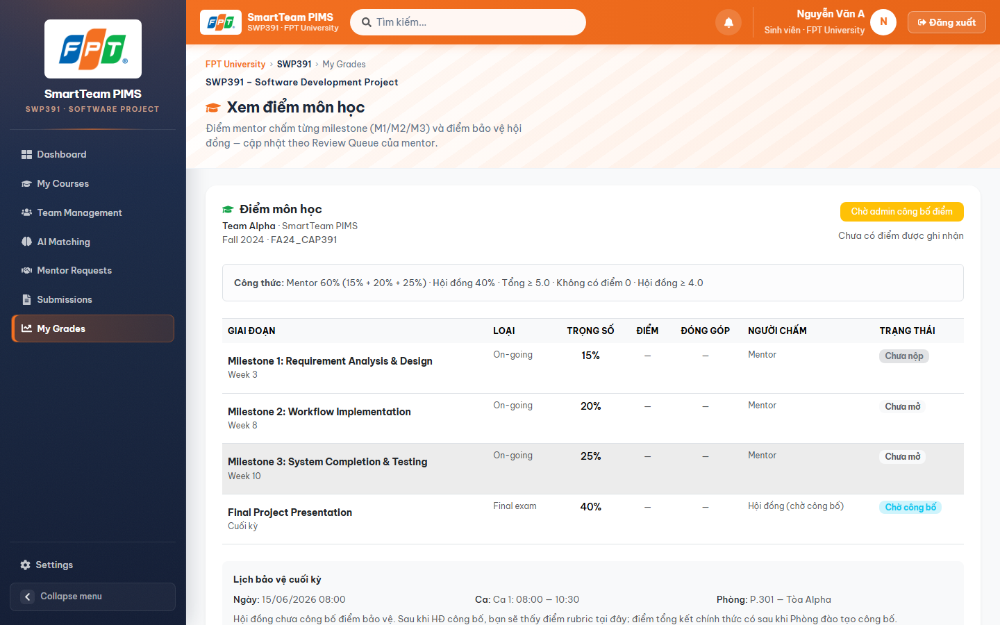 FPT
SmartTeam PIMS
SWP391 · SOFTWARE PROJECT
Dashboard
My Courses
Team Management
AI Matching
Mentor Requests
Submissions
My Grades
Settings
Collapse menu
FPT
SmartTeam PIMS
SWP391 · FPT University
Tìm kiếm...
Nguyễn Văn A
Sinh viên · FPT University
N
Đăng xuất
FPT University › SWP391 › My Grades
SWP391 – Software Development Project
Xem điểm môn học
Điểm mentor chấm từng milestone (M1/M2/M3) và điểm bảo vệ hội
đồng — cập nhật theo Review Queue của mentor.
Điểm môn học
Team Alpha · SmartTeam PIMS
Fall 2024 · FA24_CAP391
Chờ admin công bố điểm
Chưa có điểm được ghi nhận
Công thức: Mentor 60% (15% + 20% + 25%) · Hội đồng 40% · Tổng ≥ 5.0 · Không có điểm 0 · Hội đồng ≥ 4.0
GIAI ĐOẠN LOẠI TRỌNG SỐ ĐIỂM ĐÓNG GÓP NGƯỜI CHẤM TRẠNG THÁI
Milestone 1: Requirement Analysis & Design On-going 15% — — Mentor Chưa nộp
Week 3
Milestone 2: Workflow Implementation On-going 20% — — Mentor Chưa mở
Week 8
Milestone 3: System Completion & Testing On-going 25% — — Mentor Chưa mở
Week 10
Final Project Presentation Final exam 40% — — Hội đồng (chờ công bố) Chờ công bố
Cuối kỳ
Lịch bảo vệ cuối kỳ
Ngày: 15/06/2026 08:00 Ca: Ca 1: 08:00 — 10:30 Phòng: P.301 — Tòa Alpha
Hội đồng chưa công bố điểm bảo vệ. Sau khi HĐ công bố, bạn sẽ thấy điểm rubric tại đây; điểm tổng kết chính thức có sau khi Phòng đào tạo công bố.